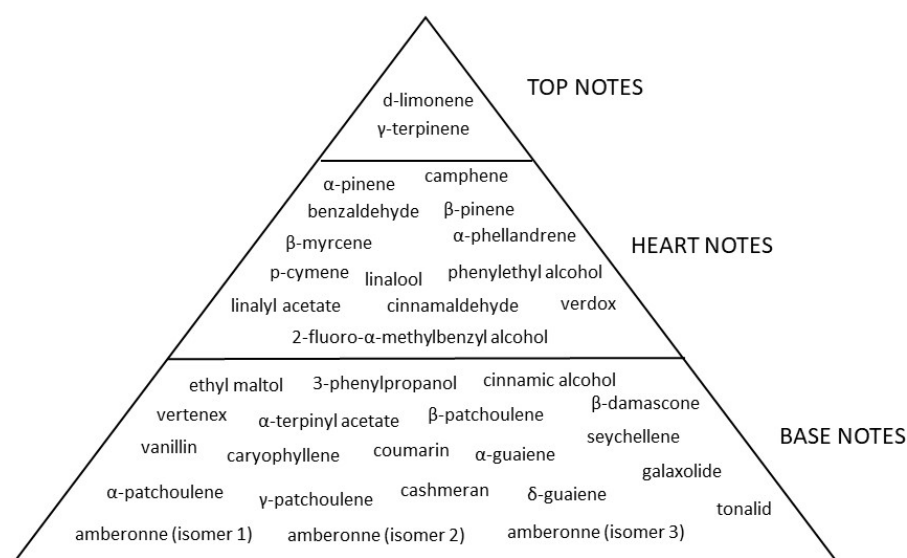 TOP NOTES
d-limonene
γ-terpinene
α-pinene camphene
benzaldehyde β-pinene
β-myrcene α-phellandrene
HEART NOTES
p-cymene linalool phenylethyl alcohol
linalyl acetate cinnamaldehyde verdox
2-fluoro-α-methylbenzyl alcohol
ethyl maltol 3-phenylpropanol cinnamic alcohol
vertenex α-terpinyl acetate β-patchoulene β-damascone
BASE NOTES
vanillin caryophyllene coumarin α-guaiene seychellene
galaxolide
α-patchoulene γ-patchoulene cashmeran δ-guaiene
tonalid
amberonne (isomer 1) amberonne (isomer 2) amberonne (isomer 3)